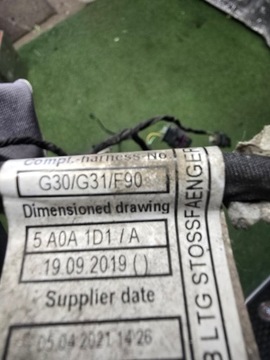 Compl.-harness-No.
G30/G31/F90
Dimensioned drawing
5 A0A 1D1 / A
19.09.2019 ( )
Supplier date
05.04.2021 14:26
B LTG STOSSFAENGER